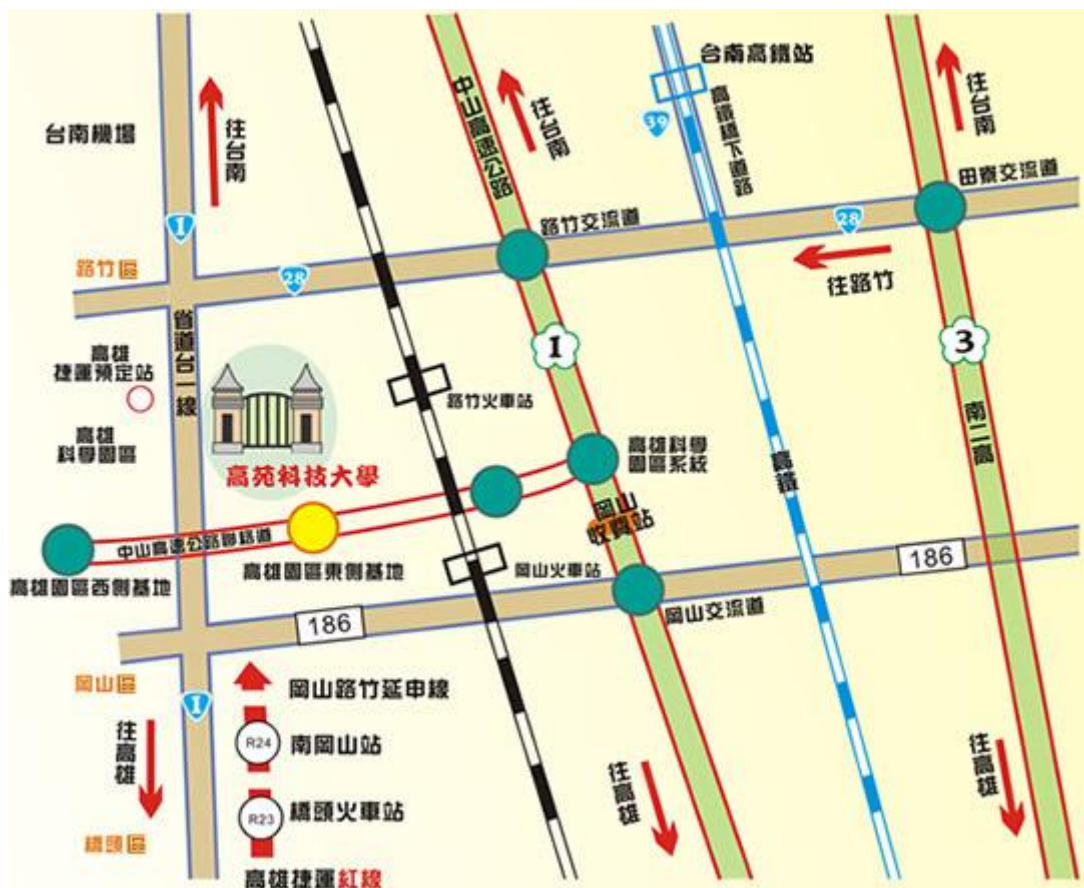 台南高鐵站
中山高速公路
往台南
往台南
往台南
39
高鐵橋下道路
台南機場
田寮交流道
1
路竹交流道
28
路竹區
28
往路竹
省道台一線
1
3
高雄
捷運預定站
路竹火車站
南二高
高雄
科學園區
高雄科學
園區系統
高鐵
高苑科技大學
岡山
收費站
中山高速公路聯絡道
高雄園區西側基地
高雄園區東側基地
岡山火車站
186
186
岡山交流道
岡山區
1
岡山路竹延申線
往高雄
R24
南岡山站
往高雄
往高雄
R23
橋頭火車站
橋頭區
高雄捷運紅線